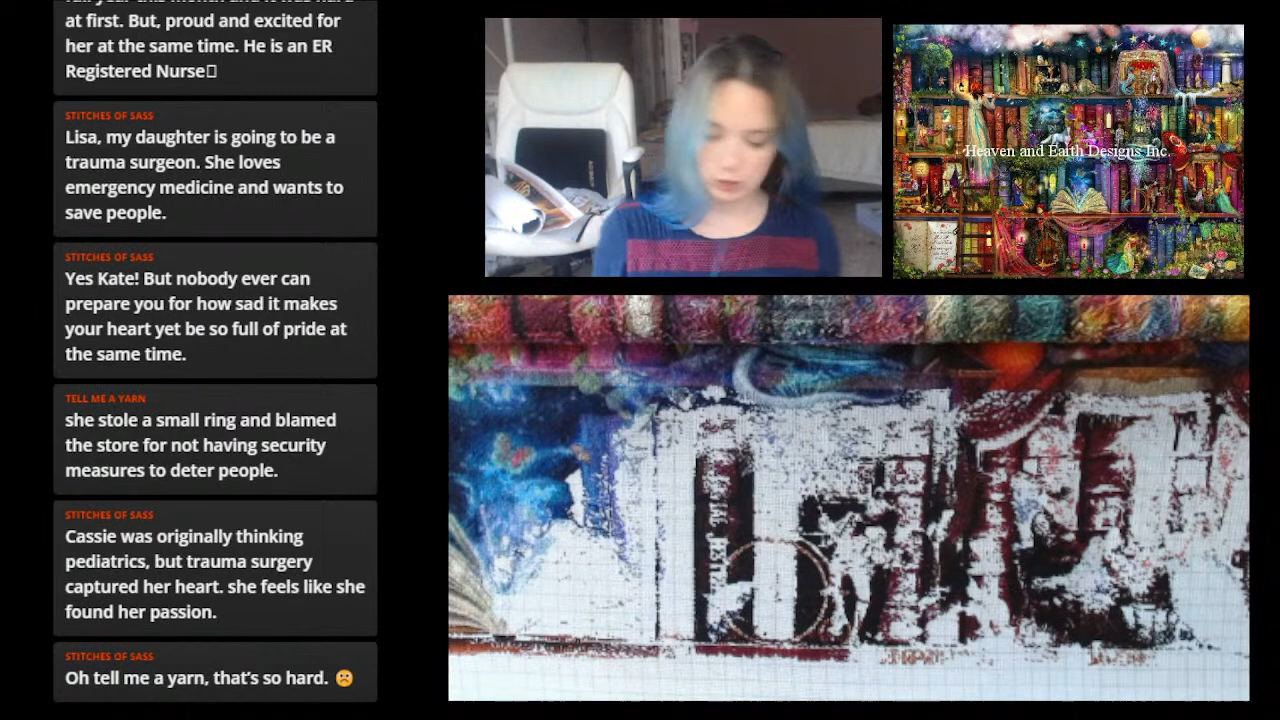 at first. But, proud and excited for
her at the same time. He is an ER
Registered Nurse
STITCHES OF SASS
Lisa, my daughter is going to be a
trauma surgeon. She loves
emergency medicine and wants to
save people.
STITCHES OF SASS
Yes Kate! But nobody ever can
prepare you for how sad it makes
your heart yet be so full of pride at
the same time.
TELL ME A YARN
she stole a small ring and blamed
the store for not having security
measures to deter people.
STITCHES OF SASS
Cassie was originally thinking
pediatrics, but trauma surgery
captured her heart. she feels like she
found her passion.
STITCHES OF SASS
Oh tell me a yarn, that's so hard. ☹️
Heaven and Earth Designs Inc.